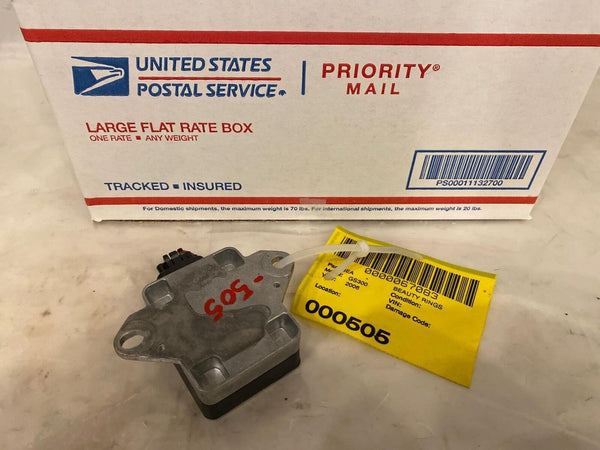 UNITED STATES
POSTAL SERVICE
PRIORITY®
MAIL
LARGE FLAT RATE BOX
ONE RATE ■ ANY WEIGHT
TRACKED ■ INSURED
PS00011132700
For Domestic shipments, the maximum weight is 70 lbs. For international shipments, the maximum weight is 20 lbs.
-505
0000067083
BEAUTY RINGS
GS300
Condition:
2006
VIN:
Location:
Damage Code:
000505